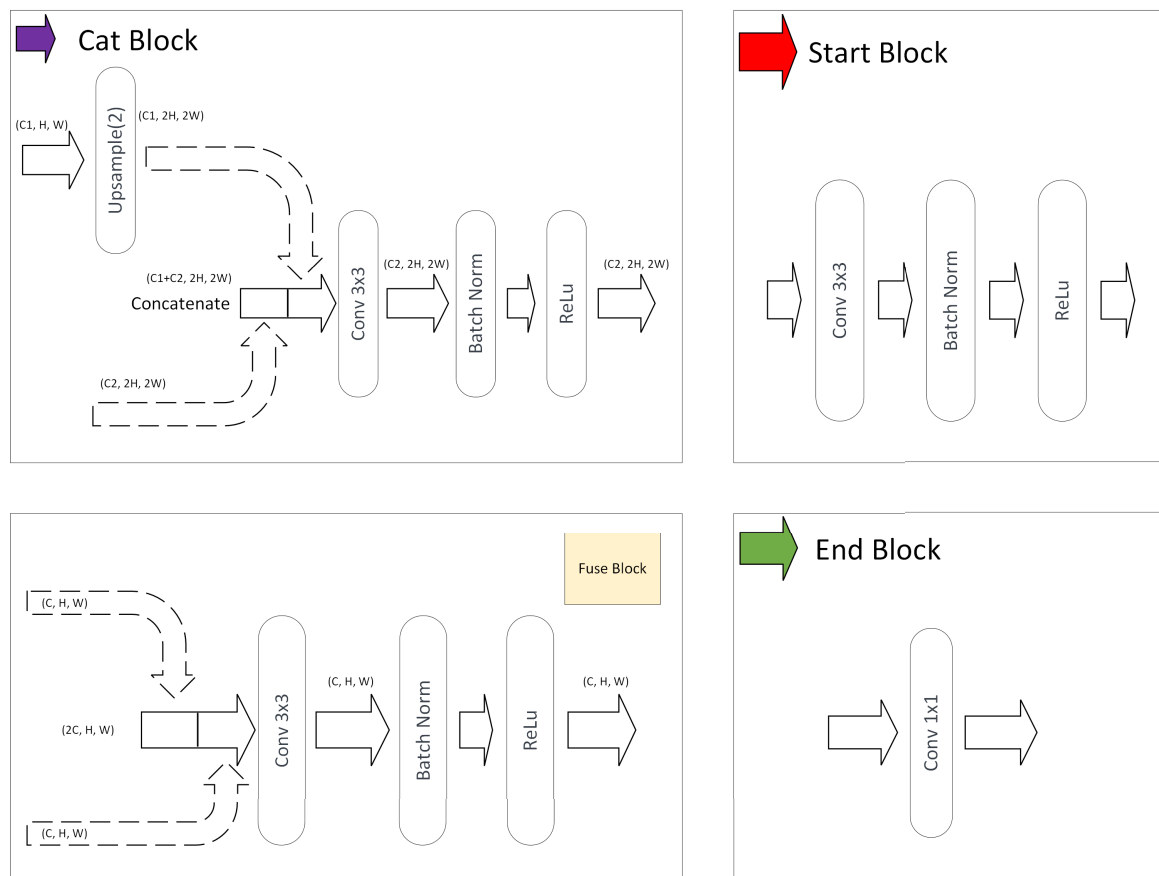 Cat Block
(C1, H, W)
Upsample(2)
(C1, 2H, 2W)
(C1+C2, 2H, 2W)
Concatenate
(C2, 2H, 2W)
Conv 3x3
(C2, 2H, 2W)
Batch Norm
ReLu
(C2, 2H, 2W)
Start Block
Conv 3x3
Batch Norm
ReLu
Fuse Block
(C, H, W)
(2C, H, W)
(C, H, W)
Conv 3x3
(C, H, W)
Batch Norm
ReLu
(C, H, W)
End Block
Conv 1x1